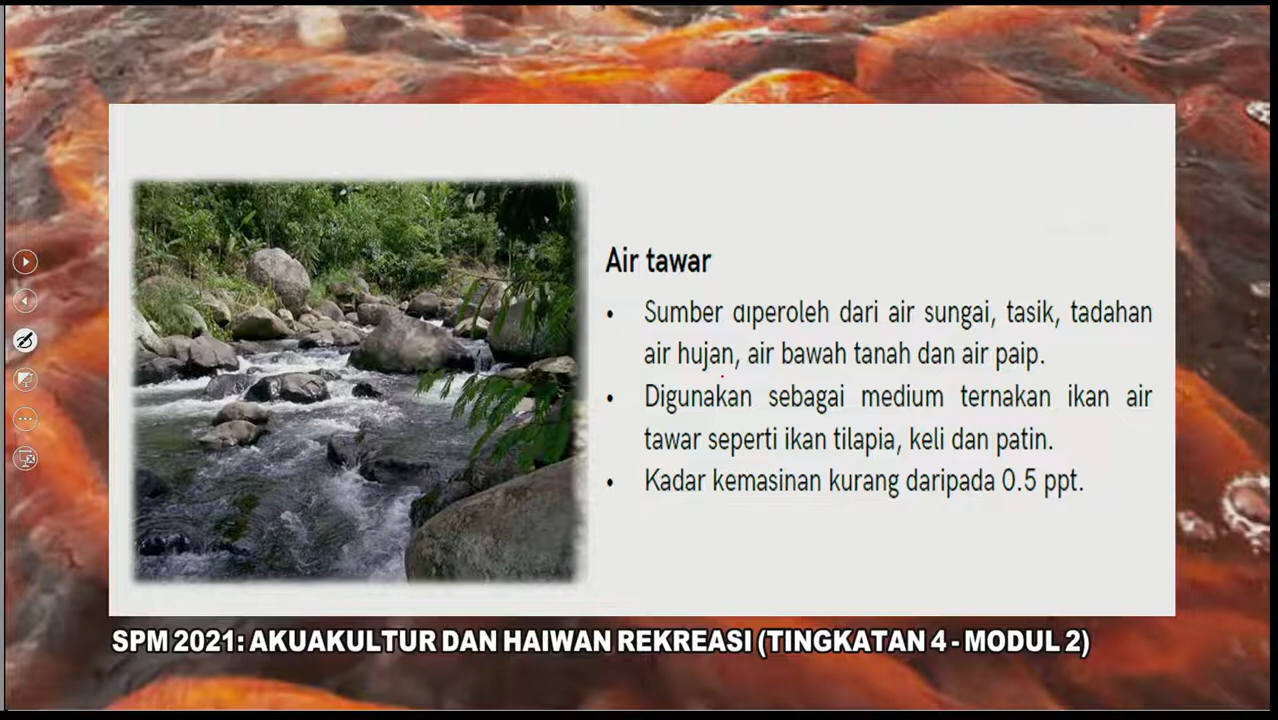 Air tawar
• Sumber diperoleh dari air sungai, tasik, tadahan
air hujan, air bawah tanah dan air paip.
• Digunakan sebagai medium ternakan ikan air
tawar seperti ikan tilapia, keli dan patin.
• Kadar kemasinan kurang daripada 0.5 ppt.
SPM 2021: AKUAKULTUR DAN HAIWAN REKREASI (TINGKATAN 4 - MODUL 2)